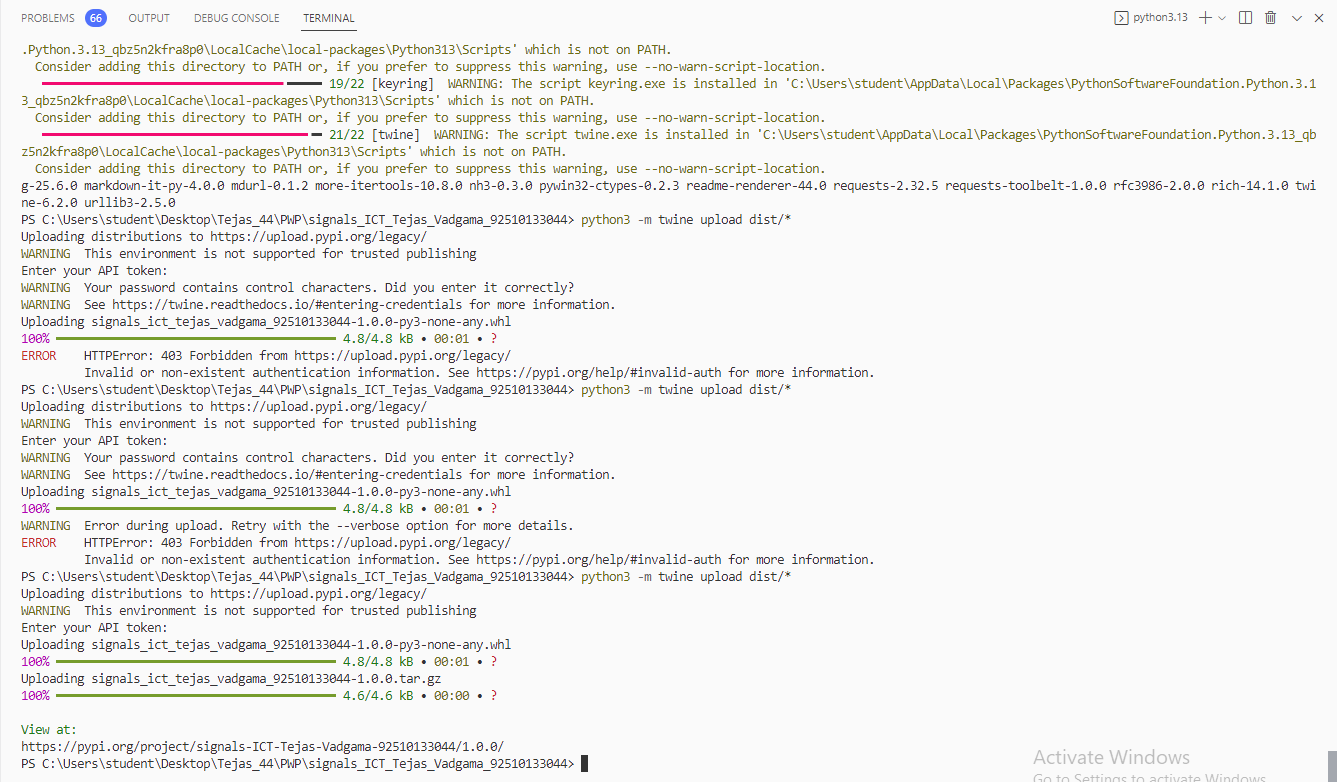 PROBLEMS 66 OUTPUT DEBUG CONSOLE TERMINAL python3.13
.Python.3.13_qbz5n2kfra8p0\LocalCache\local-packages\Python313\Scripts' which is not on PATH.
Consider adding this directory to PATH or, if you prefer to suppress this warning, use --no-warn-script-location.
19/22 [keyring] WARNING: The script keyring.exe is installed in 'C:\Users\student\AppData\Local\Packages\PythonSoftwareFoundation.Python.3.1
3_qbz5n2kfra8p0\LocalCache\local-packages\Python313\Scripts' which is not on PATH.
Consider adding this directory to PATH or, if you prefer to suppress this warning, use --no-warn-script-location.
21/22 [twine] WARNING: The script twine.exe is installed in 'C:\Users\student\AppData\Local\Packages\PythonSoftwareFoundation.Python.3.13_qb
z5n2kfra8p0\LocalCache\local-packages\Python313\Scripts' which is not on PATH.
Consider adding this directory to PATH or, if you prefer to suppress this warning, use --no-warn-script-location.
g-25.6.0 markdown-it-py-4.0.0 mdurl-0.1.2 more-itertools-10.8.0 nh3-0.3.0 pywin32-ctypes-0.2.3 readme-renderer-44.0 requests-2.32.5 requests-toolbelt-1.0.0 rfc3986-2.0.0 rich-14.1.0 twi
ne-6.2.0 urllib3-2.5.0
PS C:\Users\student\Desktop\Tejas_44\PWP\signals_ICT_Tejas_Vadgama_92510133044> python3 -m twine upload dist/*
Uploading distributions to https://upload.pypi.org/legacy/
WARNING This environment is not supported for trusted publishing
Enter your API token:
WARNING Your password contains control characters. Did you enter it correctly?
WARNING See https://twine.readthedocs.io/#entering-credentials for more information.
Uploading signals_ict_tejas_vadgama_92510133044-1.0.0-py3-none-any.whl
100% 4.8/4.8 kB • 00:01 • ?
ERROR HTTPError: 403 Forbidden from https://upload.pypi.org/legacy/
Invalid or non-existent authentication information. See https://pypi.org/help/#invalid-auth for more information.
PS C:\Users\student\Desktop\Tejas_44\PWP\signals_ICT_Tejas_Vadgama_92510133044> python3 -m twine upload dist/*
Uploading distributions to https://upload.pypi.org/legacy/
WARNING This environment is not supported for trusted publishing
Enter your API token:
WARNING Your password contains control characters. Did you enter it correctly?
WARNING See https://twine.readthedocs.io/#entering-credentials for more information.
Uploading signals_ict_tejas_vadgama_92510133044-1.0.0-py3-none-any.whl
100% 4.8/4.8 kB • 00:01 • ?
WARNING Error during upload. Retry with the --verbose option for more details.
ERROR HTTPError: 403 Forbidden from https://upload.pypi.org/legacy/
Invalid or non-existent authentication information. See https://pypi.org/help/#invalid-auth for more information.
PS C:\Users\student\Desktop\Tejas_44\PWP\signals_ICT_Tejas_Vadgama_92510133044> python3 -m twine upload dist/*
Uploading distributions to https://upload.pypi.org/legacy/
WARNING This environment is not supported for trusted publishing
Enter your API token:
Uploading signals_ict_tejas_vadgama_92510133044-1.0.0-py3-none-any.whl
100% 4.8/4.8 kB • 00:01 • ?
Uploading signals_ict_tejas_vadgama_92510133044-1.0.0.tar.gz
100% 4.6/4.6 kB • 00:00 • ?
View at:
https://pypi.org/project/signals-ICT-Tejas-Vadgama-92510133044/1.0.0/
PS C:\Users\student\Desktop\Tejas_44\PWP\signals_ICT_Tejas_Vadgama_92510133044>
Activate Windows
Go to Settings to activate Windows.